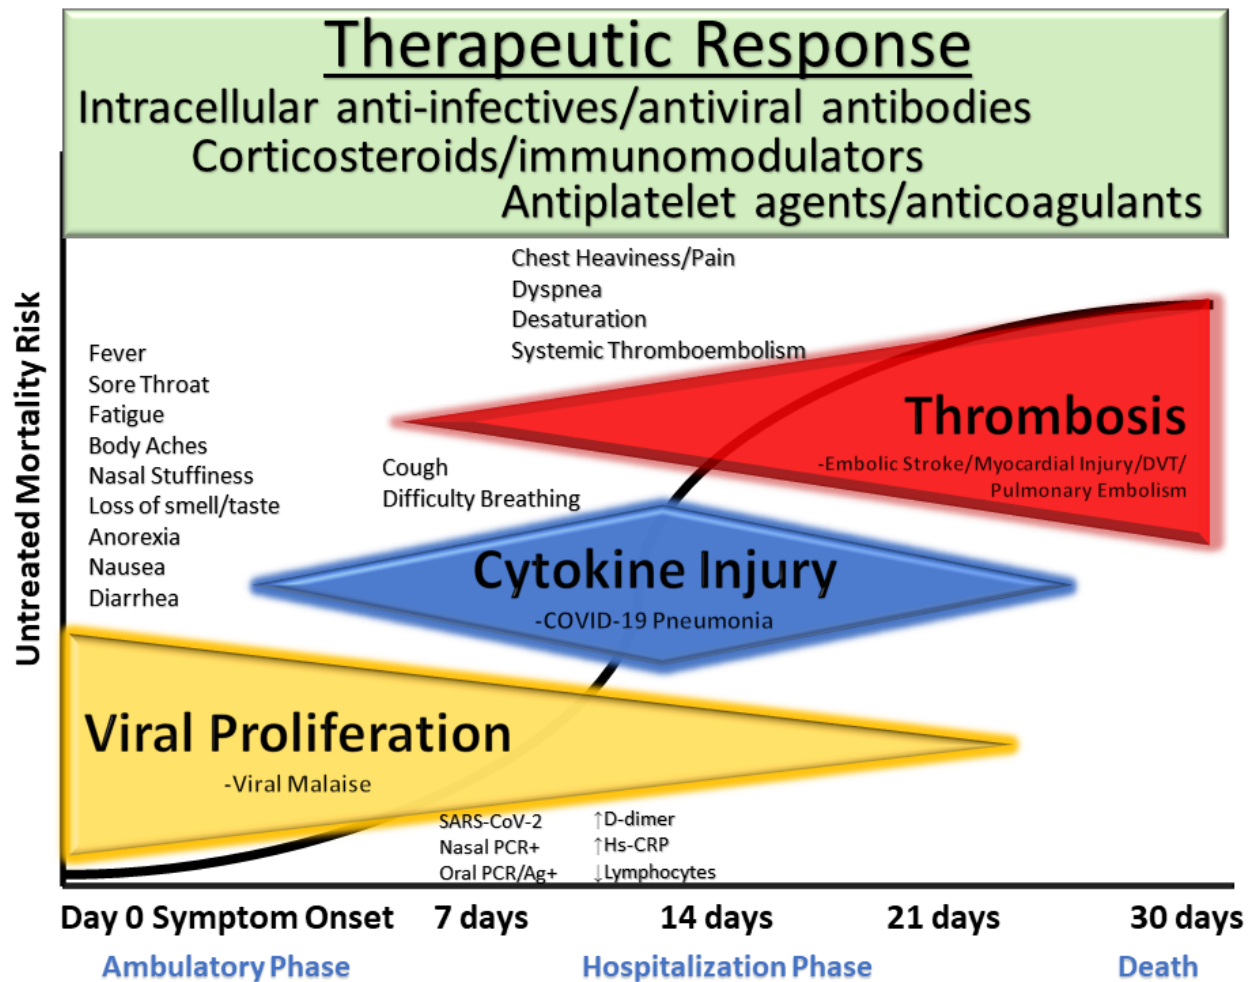 Therapeutic Response
Intracellular anti-infectives/antiviral antibodies
Corticosteroids/immunomodulators
Antiplatelet agents/anticoagulants
Untreated Mortality Risk
Chest Heaviness/Pain
Dyspnea
Desaturation
Systemic Thromboembolism
Fever
Sore Throat
Fatigue
Body Aches
Nasal Stuffiness
Loss of smell/taste
Anorexia
Nausea
Diarrhea
Cough
Difficulty Breathing
Thrombosis
-Embolic Stroke/Myocardial Injury/DVT/
Pulmonary Embolism
Cytokine Injury
-COVID-19 Pneumonia
Viral Proliferation
-Viral Malaise
SARS-CoV-2
Nasal PCR+
Oral PCR/Ag+
↑D-dimer
↑Hs-CRP
↓Lymphocytes
Day 0 Symptom Onset 7 days 14 days 21 days 30 days
Ambulatory Phase Hospitalization Phase Death